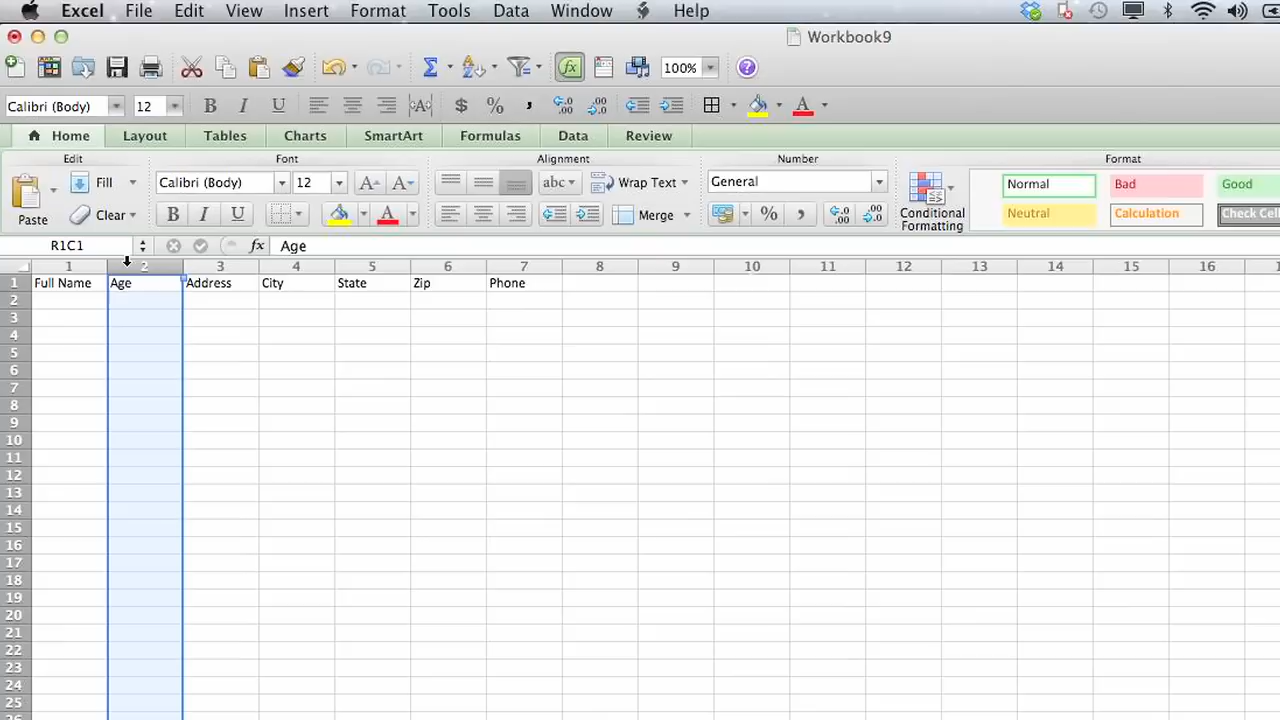 Excel File Edit View Insert Format Tools Data Window Help
Workbook9
100%
Calibri (Body) 12 B I U A $ % , .0 .00 A
Home Layout Tables Charts SmartArt Formulas Data Review
Edit Font Alignment Number Format
Fill Calibri (Body) 12 A A abc Wrap Text General Normal Bad Good
Paste Clear B I U A Merge % , .0 .00 Conditional Formatting Neutral Calculation Check Cell
R1C1 fx Age
1 2 3 4 5 6 7 8 9 10 11 12 13 14 15 16
1 Full Name Age Address City State Zip Phone
2
3
4
5
6
7
8
9
10
11
12
13
14
15
16
17
18
19
20
21
22
23
24
25